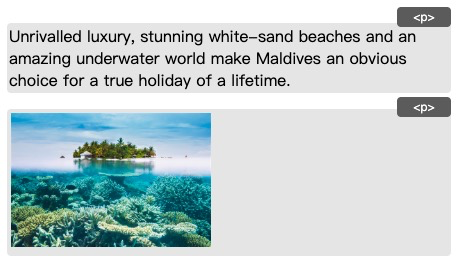 <p>
Unrivalled luxury, stunning white-sand beaches and an
amazing underwater world make Maldives an obvious
choice for a true holiday of a lifetime.
<p>